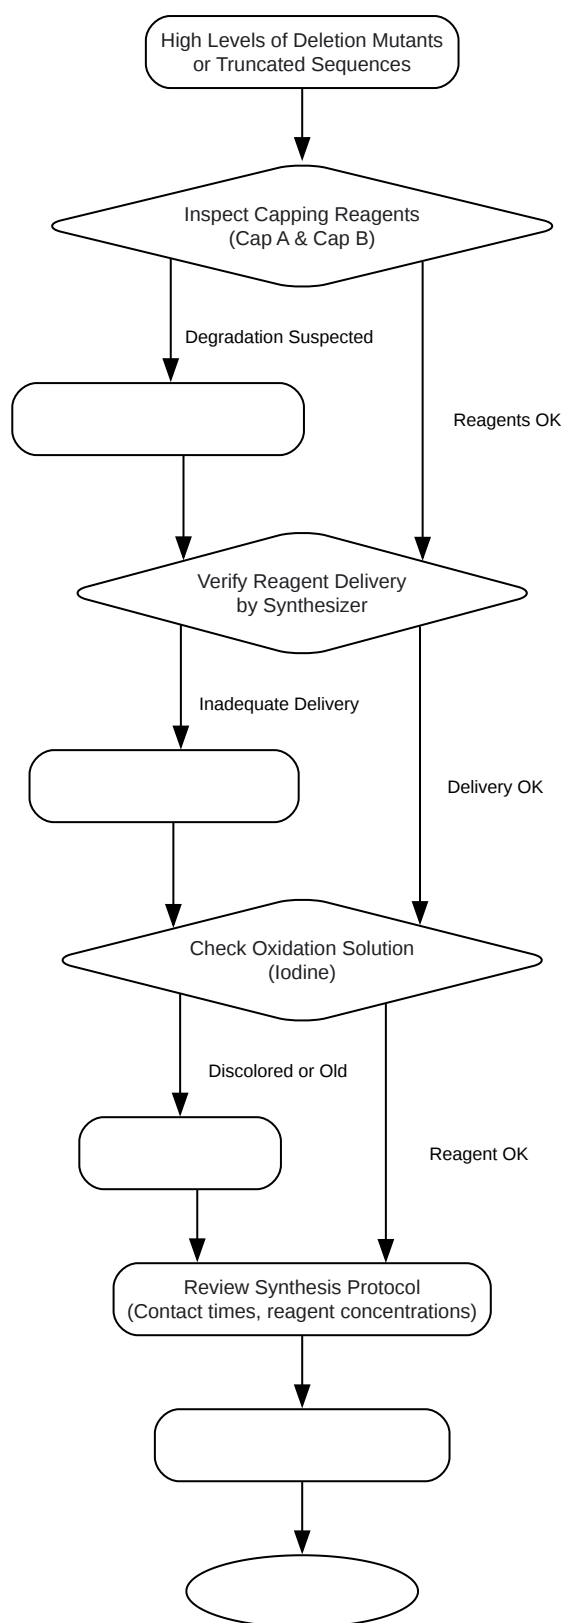 High Levels of Deletion Mutants
or Truncated Sequences
Inspect Capping Reagents
(Cap A & Cap B)
Degradation Suspected
Reagents OK
Verify Reagent Delivery
by Synthesizer
Inadequate Delivery
Delivery OK
Check Oxidation Solution
(Iodine)
Discolored or Old
Reagent OK
Review Synthesis Protocol
(Contact times, reagent concentrations)